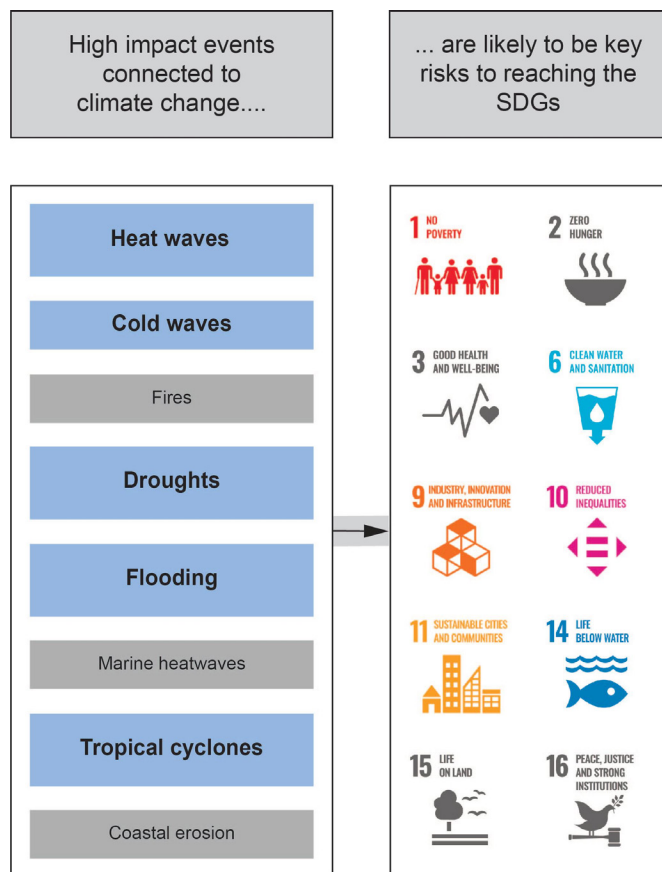 High impact events
connected to
climate change....
... are likely to be key
risks to reaching the
SDGs
Heat waves
Cold waves
Fires
Droughts
Flooding
Marine heatwaves
Tropical cyclones
Coastal erosion
1 NO
POVERTY
2 ZERO
HUNGER
3 GOOD HEALTH
AND WELL-BEING
6 CLEAN WATER
AND SANITATION
9 INDUSTRY, INNOVATION
AND INFRASTRUCTURE
10 REDUCED
INEQUALITIES
11 SUSTAINABLE CITIES
AND COMMUNITIES
14 LIFE
BELOW WATER
15 LIFE
ON LAND
16 PEACE, JUSTICE
AND STRONG
INSTITUTIONS